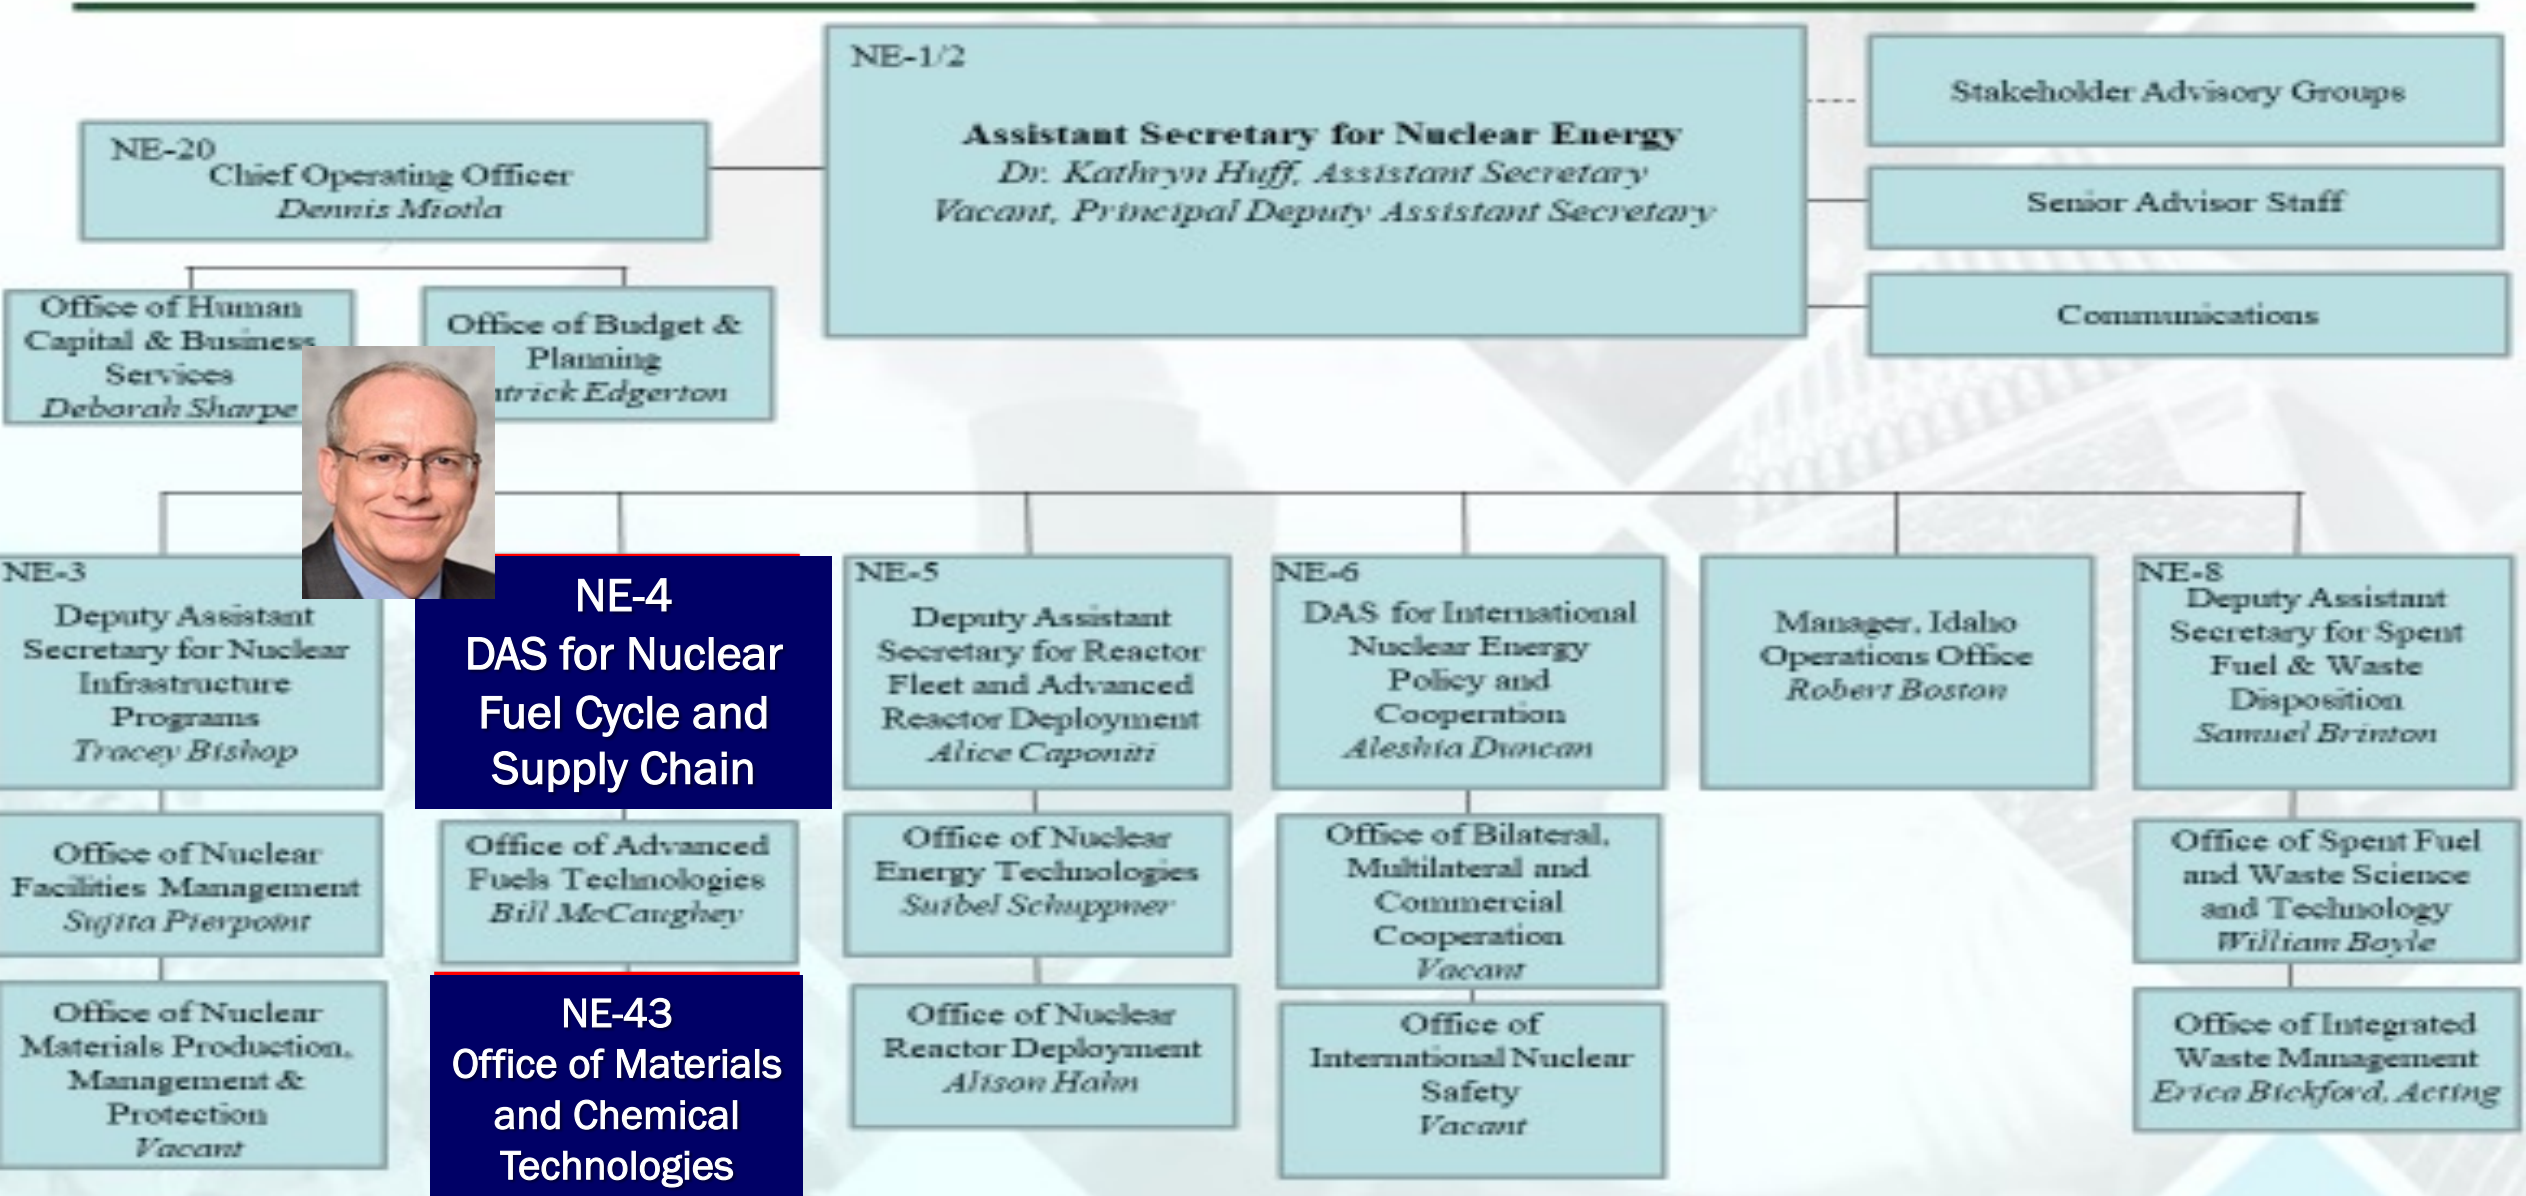 NE-1/2
Assistant Secretary for Nuclear Energy
Dr. Kathryn Huff, Assistant Secretary
Vacant, Principal Deputy Assistant Secretary
Stakeholder Advisory Groups
Senior Advisor Staff
Communications
NE-20
Chief Operating Officer
Dennis Miotla
Office of Human
Capital & Business
Services
Deborah Sharpe
Office of Budget &
Planning
atrick Edgerton
NE-3
Deputy Assistant
Secretary for Nuclear
Infrastructure
Programs
Tracey Bishop
Office of Nuclear
Facilities Management
Sujita Pierpoint
Office of Nuclear
Materials Production,
Management &
Protection
Vacant
NE-4
DAS for Nuclear
Fuel Cycle and
Supply Chain
Office of Advanced
Fuels Technologies
Bill McCaughey
NE-43
Office of Materials
and Chemical
Technologies
NE-5
Deputy Assistant
Secretary for Reactor
Fleet and Advanced
Reactor Deployment
Alice Caponiti
Office of Nuclear
Energy Technologies
Suibel Schuppner
Office of Nuclear
Reactor Deployment
Alison Hahn
NE-6
DAS for International
Nuclear Energy
Policy and
Cooperation
Aleshia Duncan
Office of Bilateral,
Multilateral and
Commercial
Cooperation
Vacant
Office of
International Nuclear
Safety
Vacant
Manager, Idaho
Operations Office
Robert Boston
NE-8
Deputy Assistant
Secretary for Spent
Fuel & Waste
Disposition
Samuel Brinton
Office of Spent Fuel
and Waste Science
and Technology
William Boyle
Office of Integrated
Waste Management
Erica Bickford, Acting